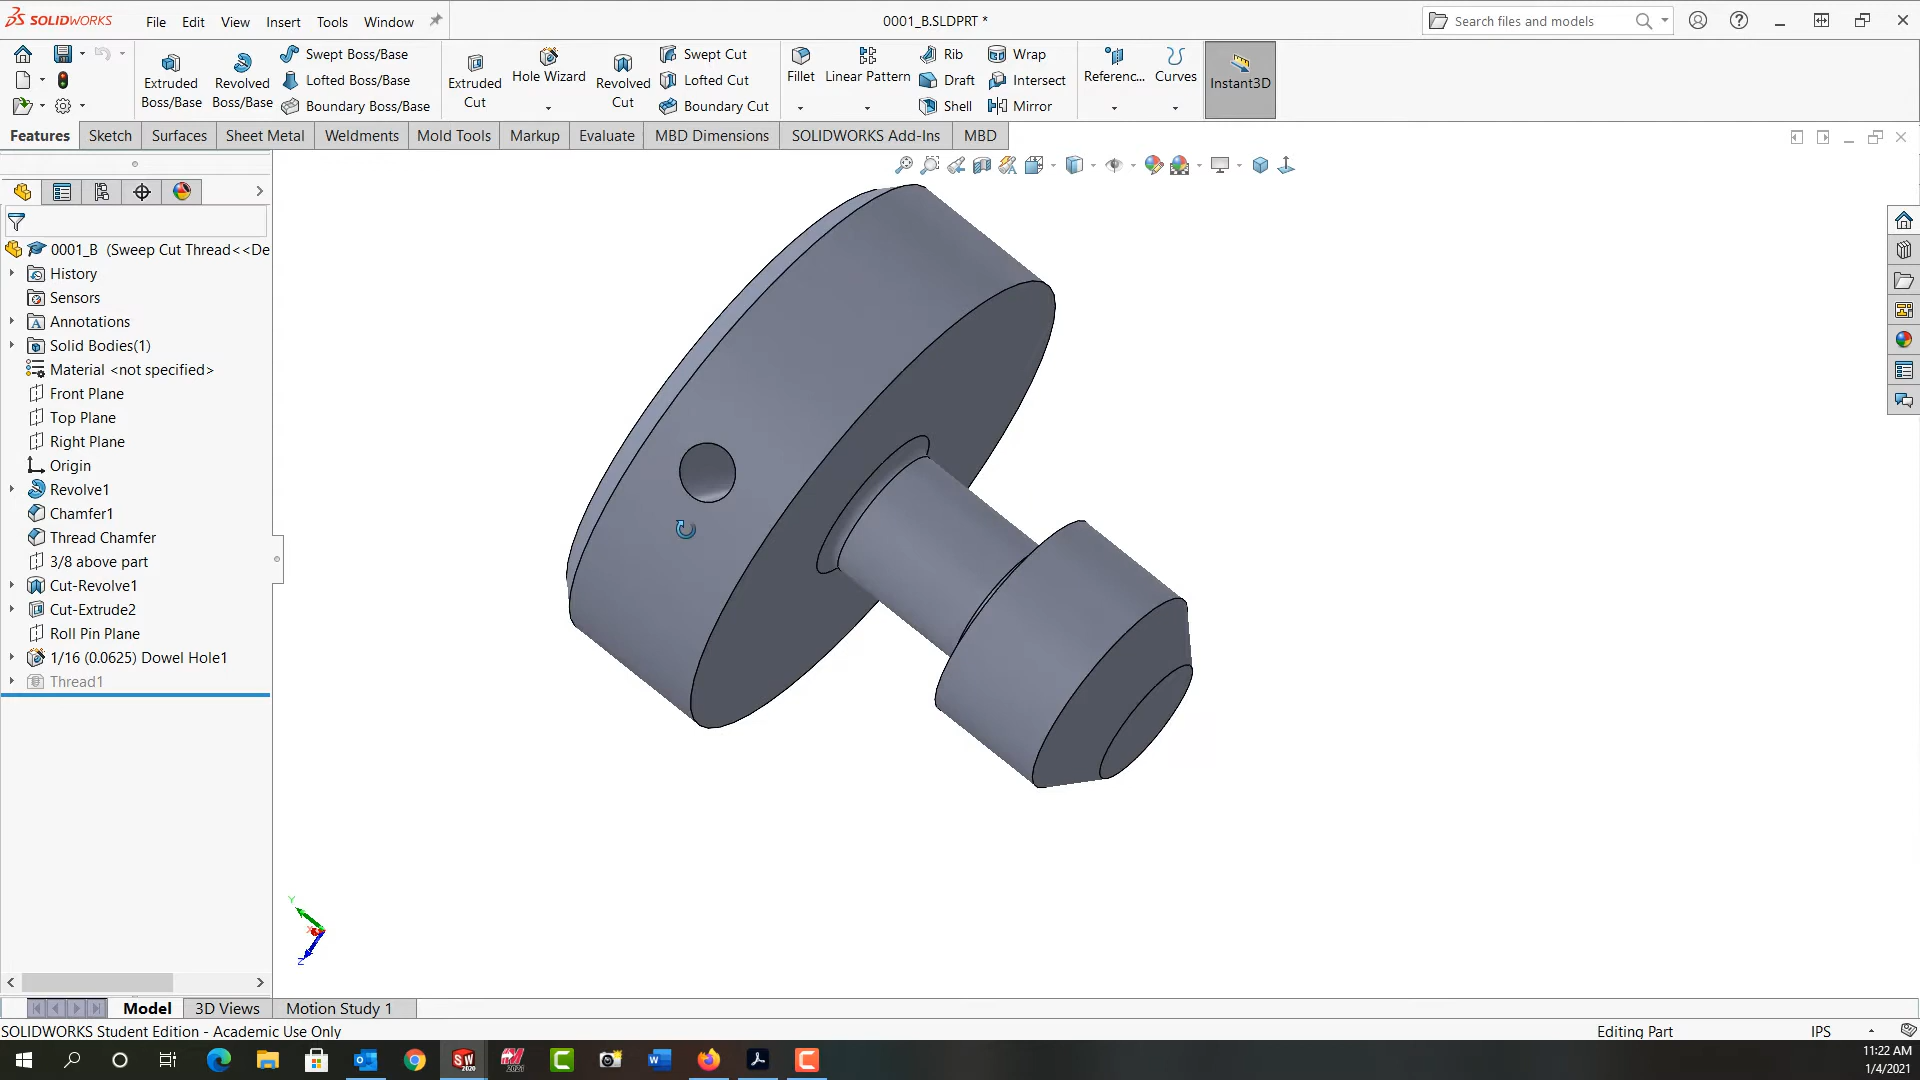 SOLIDWORKS File Edit View Insert Tools Window 0001_B.SLDPRT * Search files and models
Extruded Boss/Base
Revolved Boss/Base
Swept Boss/Base
Lofted Boss/Base
Boundary Boss/Base
Extruded Cut
Hole Wizard
Revolved Cut
Swept Cut
Lofted Cut
Boundary Cut
Fillet
Linear Pattern
Rib
Draft
Shell
Wrap
Intersect
Mirror
Referenc...
Curves
Instant3D
Features Sketch Surfaces Sheet Metal Weldments Mold Tools Markup Evaluate MBD Dimensions SOLIDWORKS Add-Ins MBD
0001_B (Sweep Cut Thread<<De
History
Sensors
Annotations
Solid Bodies(1)
Material <not specified>
Front Plane
Top Plane
Right Plane
Origin
Revolve1
Chamfer1
Thread Chamfer
3/8 above part
Cut-Revolve1
Cut-Extrude2
Roll Pin Plane
1/16 (0.0625) Dowel Hole1
Thread1
Y
X
Z
Model 3D Views Motion Study 1
SOLIDWORKS Student Edition - Academic Use Only Editing Part IPS
11:22 AM
1/4/2021